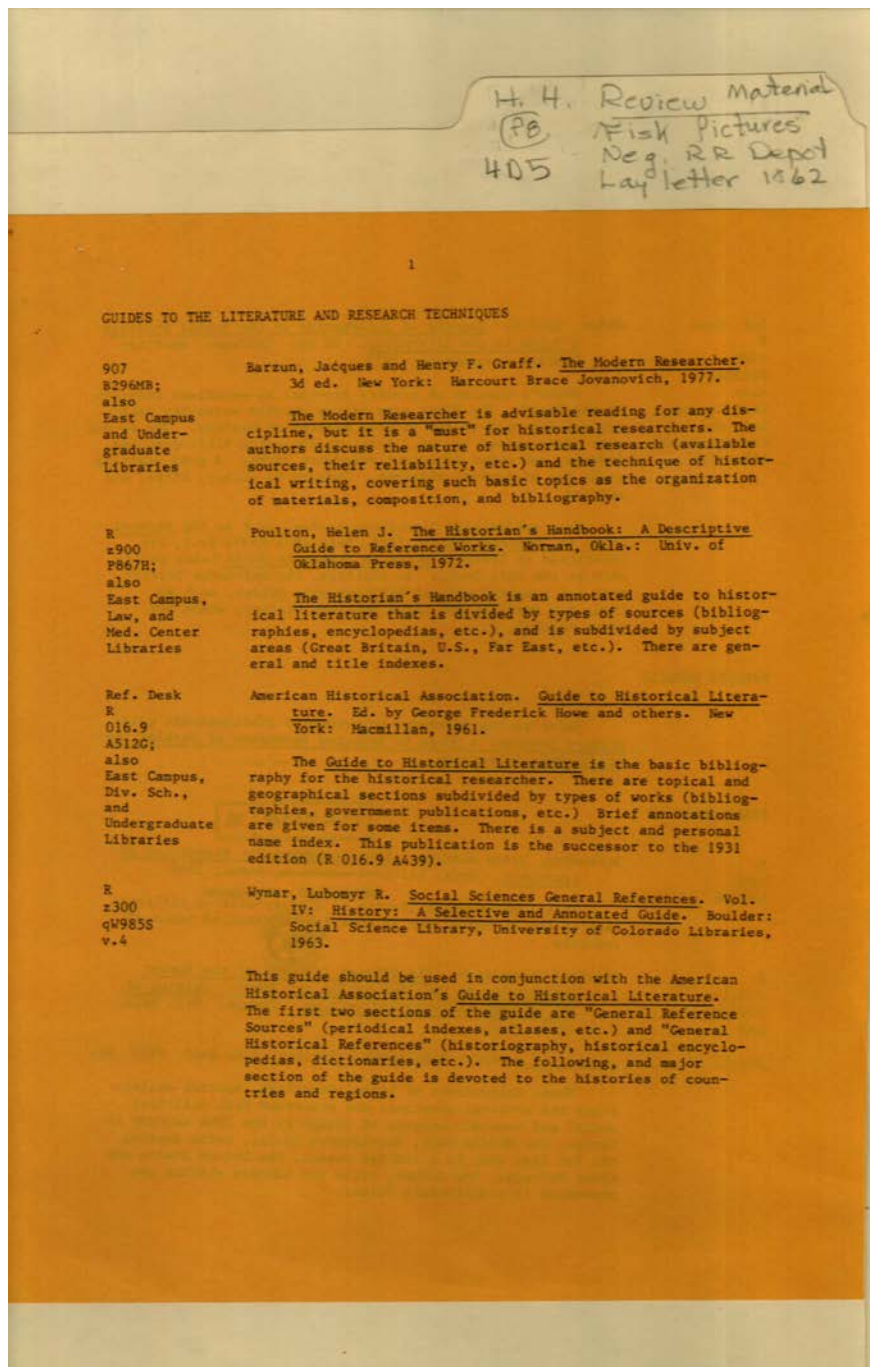 H. 4. Review Material
P8 Fisk Pictures
Neg. RR Depot
4D5 Lay letter 1862
1
GUIDES TO THE LITERATURE AND RESEARCH TECHNIQUES
907 Barzun, Jacques and Henry F. Graff. The Modern Researcher.
B296MB; 3d ed. New York: Harcourt Brace Jovanovich, 1977.
also
East Campus The Modern Researcher is advisable reading for any dis-
and Under- cipline, but it is a "must" for historical researchers. The
graduate authors discuss the nature of historical research (available
Libraries sources, their reliability, etc.) and the technique of histor-
ical writing, covering such basic topics as the organization
of materials, composition, and bibliography.
R Poulton, Helen J. The Historian's Handbook: A Descriptive
z900 Guide to Reference Works. Norman, Okla.: Univ. of
P867H; Oklahoma Press, 1972.
also
East Campus, The Historian's Handbook is an annotated guide to histor-
Law, and ical literature that is divided by types of sources (bibliog-
Med. Center raphies, encyclopedias, etc.), and is subdivided by subject
Libraries areas (Great Britain, U.S., Far East, etc.). There are gen-
eral and title indexes.
Ref. Desk American Historical Association. Guide to Historical Litera-
R ture. Ed. by George Frederick Howe and others. New
016.9 York: Macmillan, 1961.
A512G;
also The Guide to Historical Literature is the basic bibliog-
East Campus, raphy for the historical researcher. There are topical and
Div. Sch., geographical sections subdivided by types of works (bibliog-
and raphies, government publications, etc.) Brief annotations
Undergraduate are given for some items. There is a subject and personal
Libraries name index. This publication is the successor to the 1931
edition (R 016.9 A439).
R Wynar, Lubomyr R. Social Sciences General References. Vol.
z300 IV: History: A Selective and Annotated Guide. Boulder:
qW985S Social Science Library, University of Colorado Libraries,
v.4 1963.
This guide should be used in conjunction with the American
Historical Association's Guide to Historical Literature.
The first two sections of the guide are "General Reference
Sources" (periodical indexes, atlases, etc.) and "General
Historical References" (historiography, historical encyclo-
pedias, dictionaries, etc.). The following, and major
section of the guide is devoted to the histories of coun-
tries and regions.